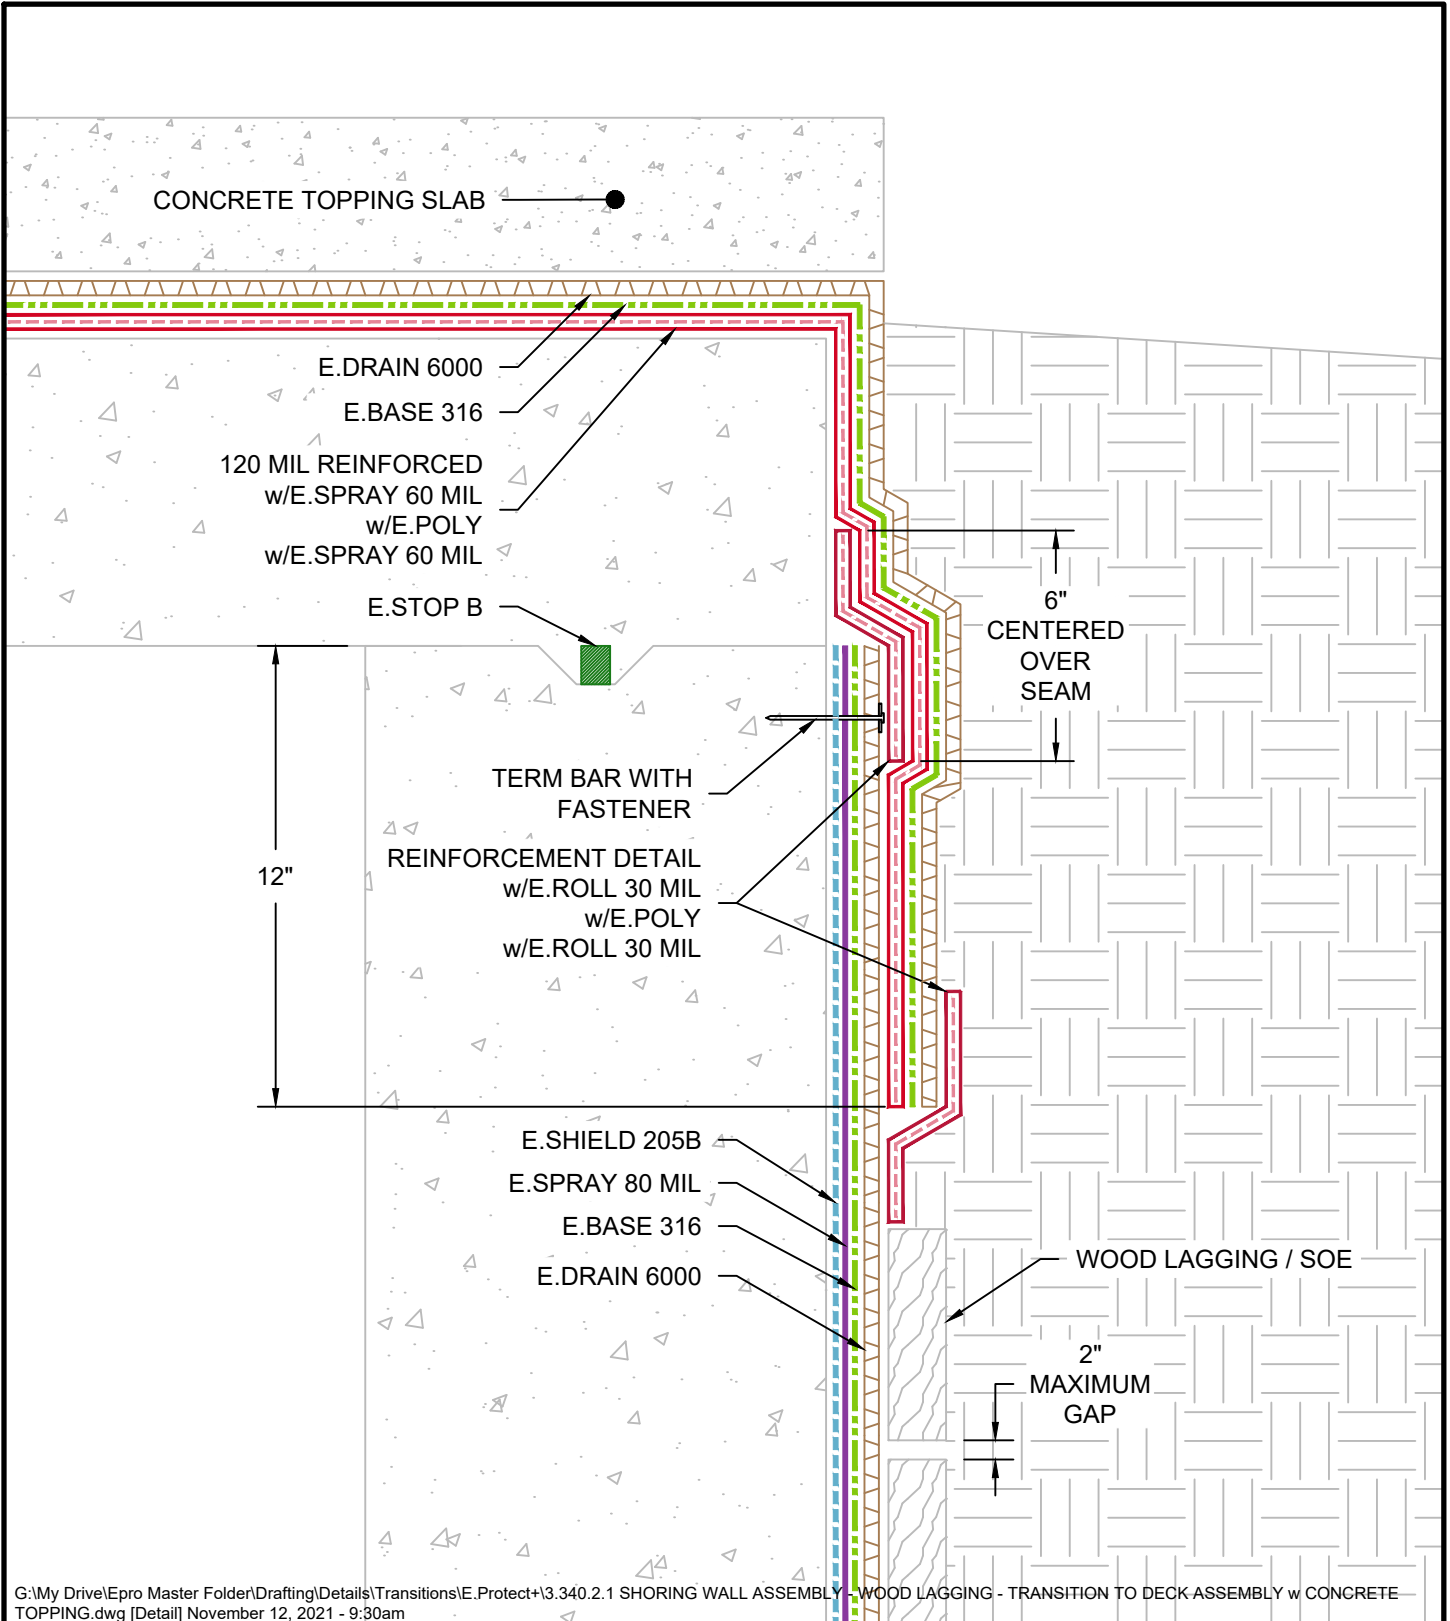 CONCRETE TOPPING SLAB
E.DRAIN 6000
E.BASE 316
120 MIL REINFORCED
w/E.SPRAY 60 MIL
w/E.POLY
w/E.SPRAY 60 MIL
E.STOP B
6"
CENTERED
OVER
SEAM
TERM BAR WITH
FASTENER
12"
REINFORCEMENT DETAIL
w/E.ROLL 30 MIL
w/E.POLY
w/E.ROLL 30 MIL
E.SHIELD 205B
E.SPRAY 80 MIL
E.BASE 316
E.DRAIN 6000
WOOD LAGGING / SOE
2"
MAXIMUM
GAP
G:\My Drive\Epro Master Folder\Drafting\Details\Transitions\E.Protect+\3.340.2.1 SHORING WALL ASSEMBLY - WOOD LAGGING - TRANSITION TO DECK ASSEMBLY w CONCRETE
TOPPING.dwg [Detail] November 12, 2021 - 9:30am